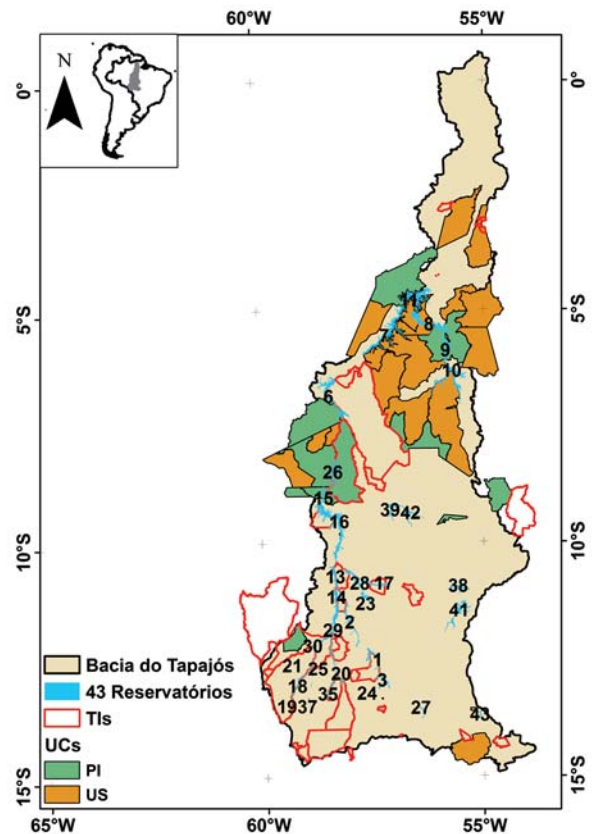 60°W 55°W
N
0° 0°
5°S 5°S
11
8
7
9
10
6
26
15
39 42
16
10°S 10°S
13 28 17
38
14 23
41
2
29
30
1
21 25 20
18 3
35 24
19 37 27 43
Bacia do Tapajós
43 Reservatórios
TIs
UCs
PI
US
15°S 15°S
65°W 60°W 55°W